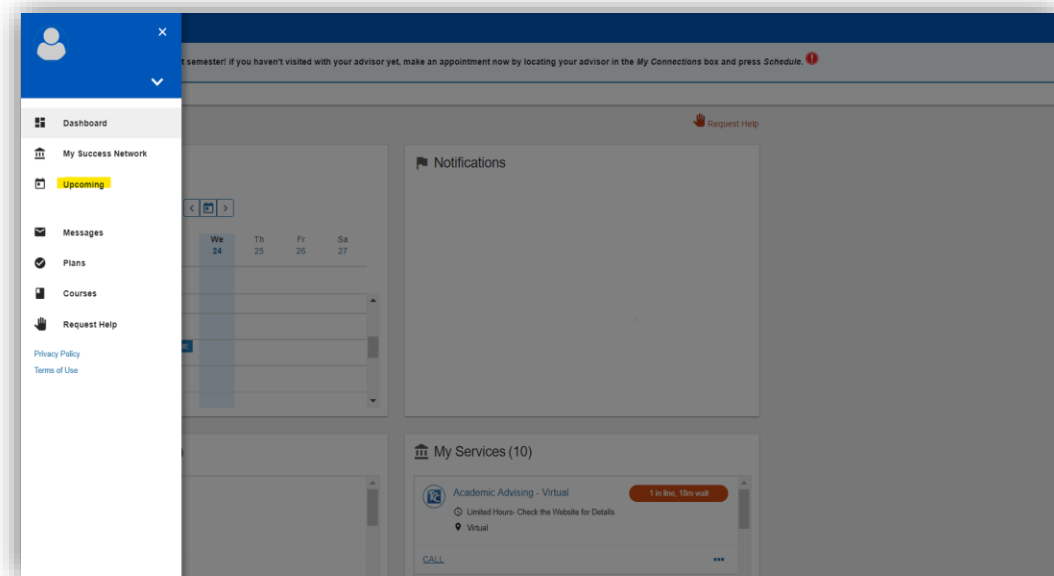 ×
t semester! if you haven't visited with your advisor yet, make an appointment now by locating your advisor in the My Connections box and press Schedule.
Dashboard
Request Help
My Success Network
Notifications
Upcoming
Messages
We Th Fr Sa
24 25 26 27
Plans
Courses
Request Help
Privacy Policy
Terms of Use
)
My Services (10)
Academic Advising - Virtual
1 in line, 18m wait
Limited Hours- Check the Website for Details
Virtual
CALL